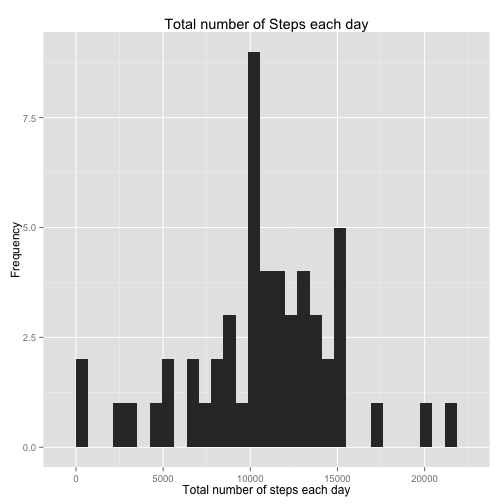 Total number of Steps each day
7.5
5.0
2.5
0.0
Frequency
0 5000 10000 15000 20000
Total number of steps each day